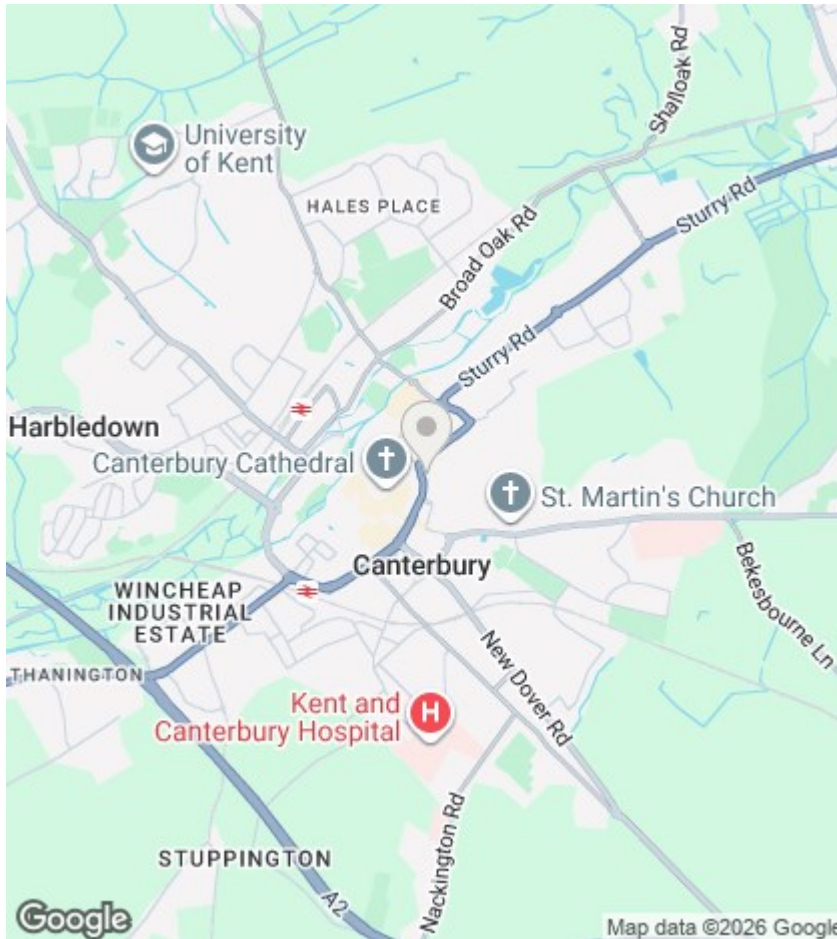 University
of Kent
Shalloak Rd
HALES PLACE
Broad Oak Rd
Sturry Rd
Sturry Rd
Harbledown
Canterbury Cathedral
St. Martin's Church
Canterbury
WINCHEAP
INDUSTRIAL
ESTATE
Bekesbourne Ln
THANINGTON
New Dover Rd
Kent and
Canterbury Hospital
H
Nackington Rd
STUPPINGTON
A2
Google
Map data ©2026 Google